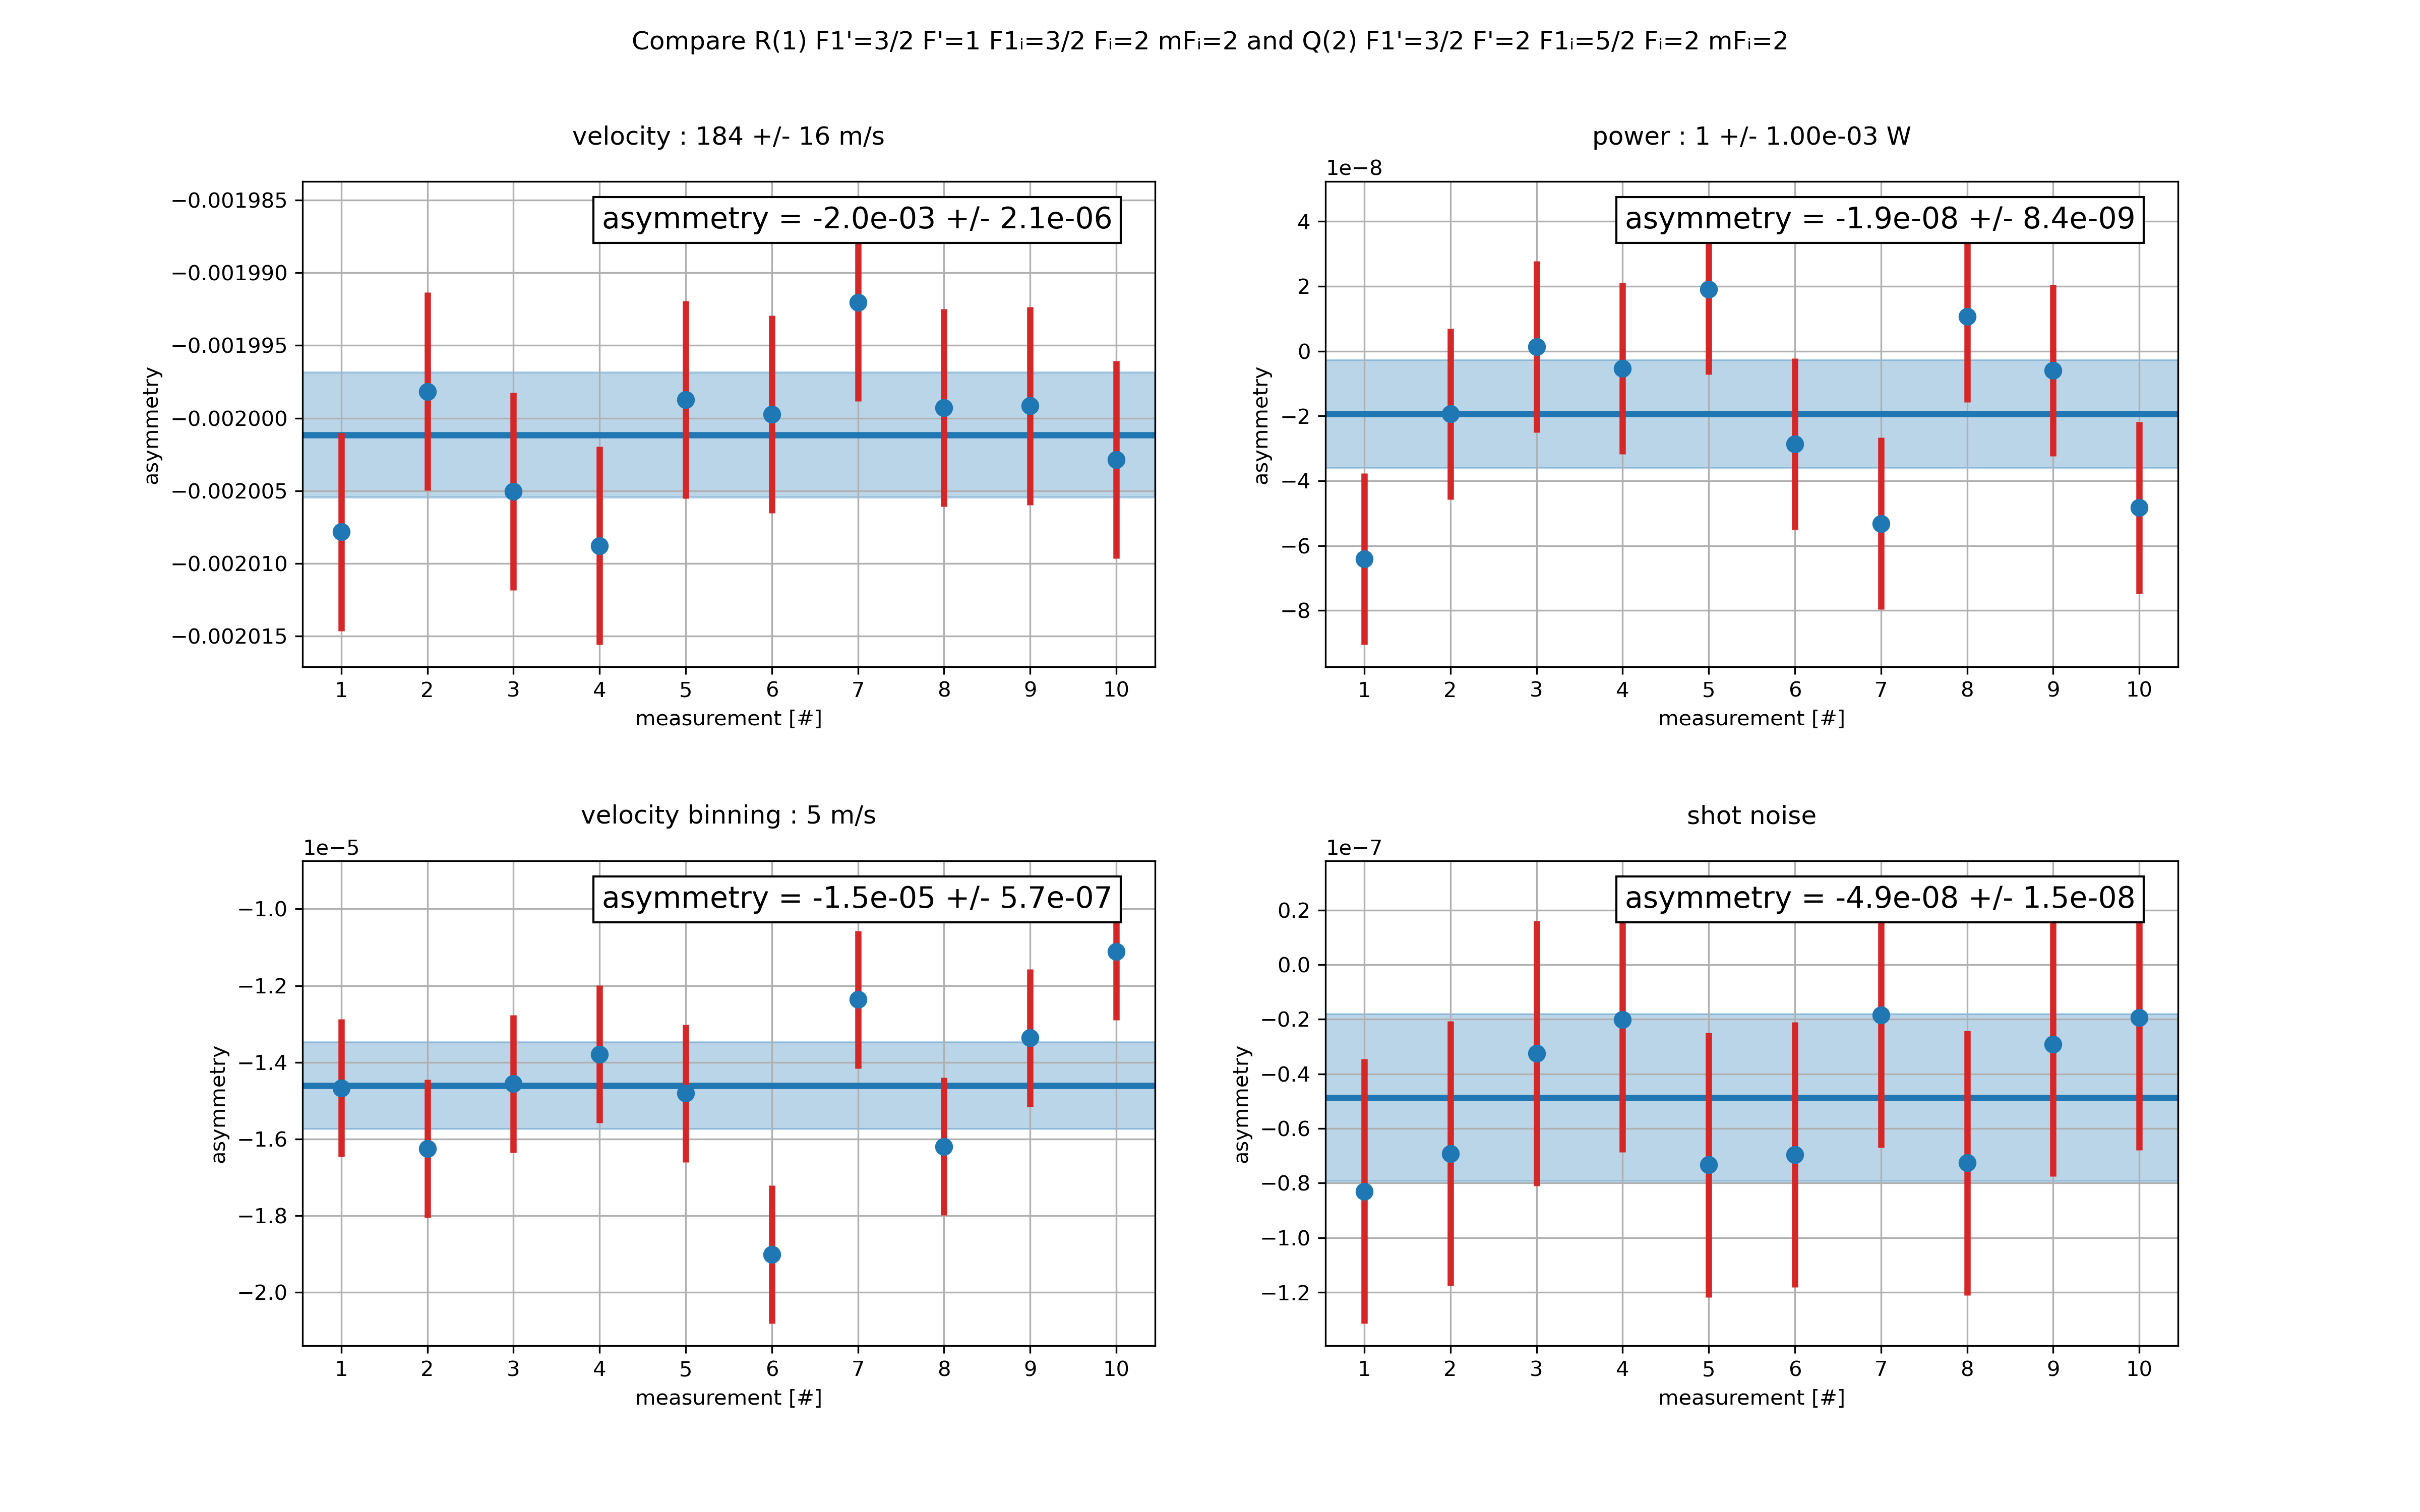 Compare R(1) F1'=3/2 F'=1 F1ᵢ=3/2 Fᵢ=2 mFᵢ=2 and Q(2) F1'=3/2 F'=2 F1ᵢ=5/2 Fᵢ=2 mFᵢ=2
velocity : 184 +/- 16 m/s
−0.001985
−0.001990
−0.001995
−0.002000
−0.002005
−0.002010
−0.002015
asymmetry
asymmetry = -2.0e-03 +/- 2.1e-06
1 2 3 4 5 6 7 8 9 10
measurement [#]
power : 1 +/- 1.00e-03 W
1e−8
4
2
0
−2
−4
−6
−8
asymmetry
asymmetry = -1.9e-08 +/- 8.4e-09
1 2 3 4 5 6 7 8 9 10
measurement [#]
velocity binning : 5 m/s
1e−5
−1.0
−1.2
−1.4
−1.6
−1.8
−2.0
asymmetry
asymmetry = -1.5e-05 +/- 5.7e-07
1 2 3 4 5 6 7 8 9 10
measurement [#]
shot noise
1e−7
0.2
0.0
−0.2
−0.4
−0.6
−0.8
−1.0
−1.2
asymmetry
asymmetry = -4.9e-08 +/- 1.5e-08
1 2 3 4 5 6 7 8 9 10
measurement [#]